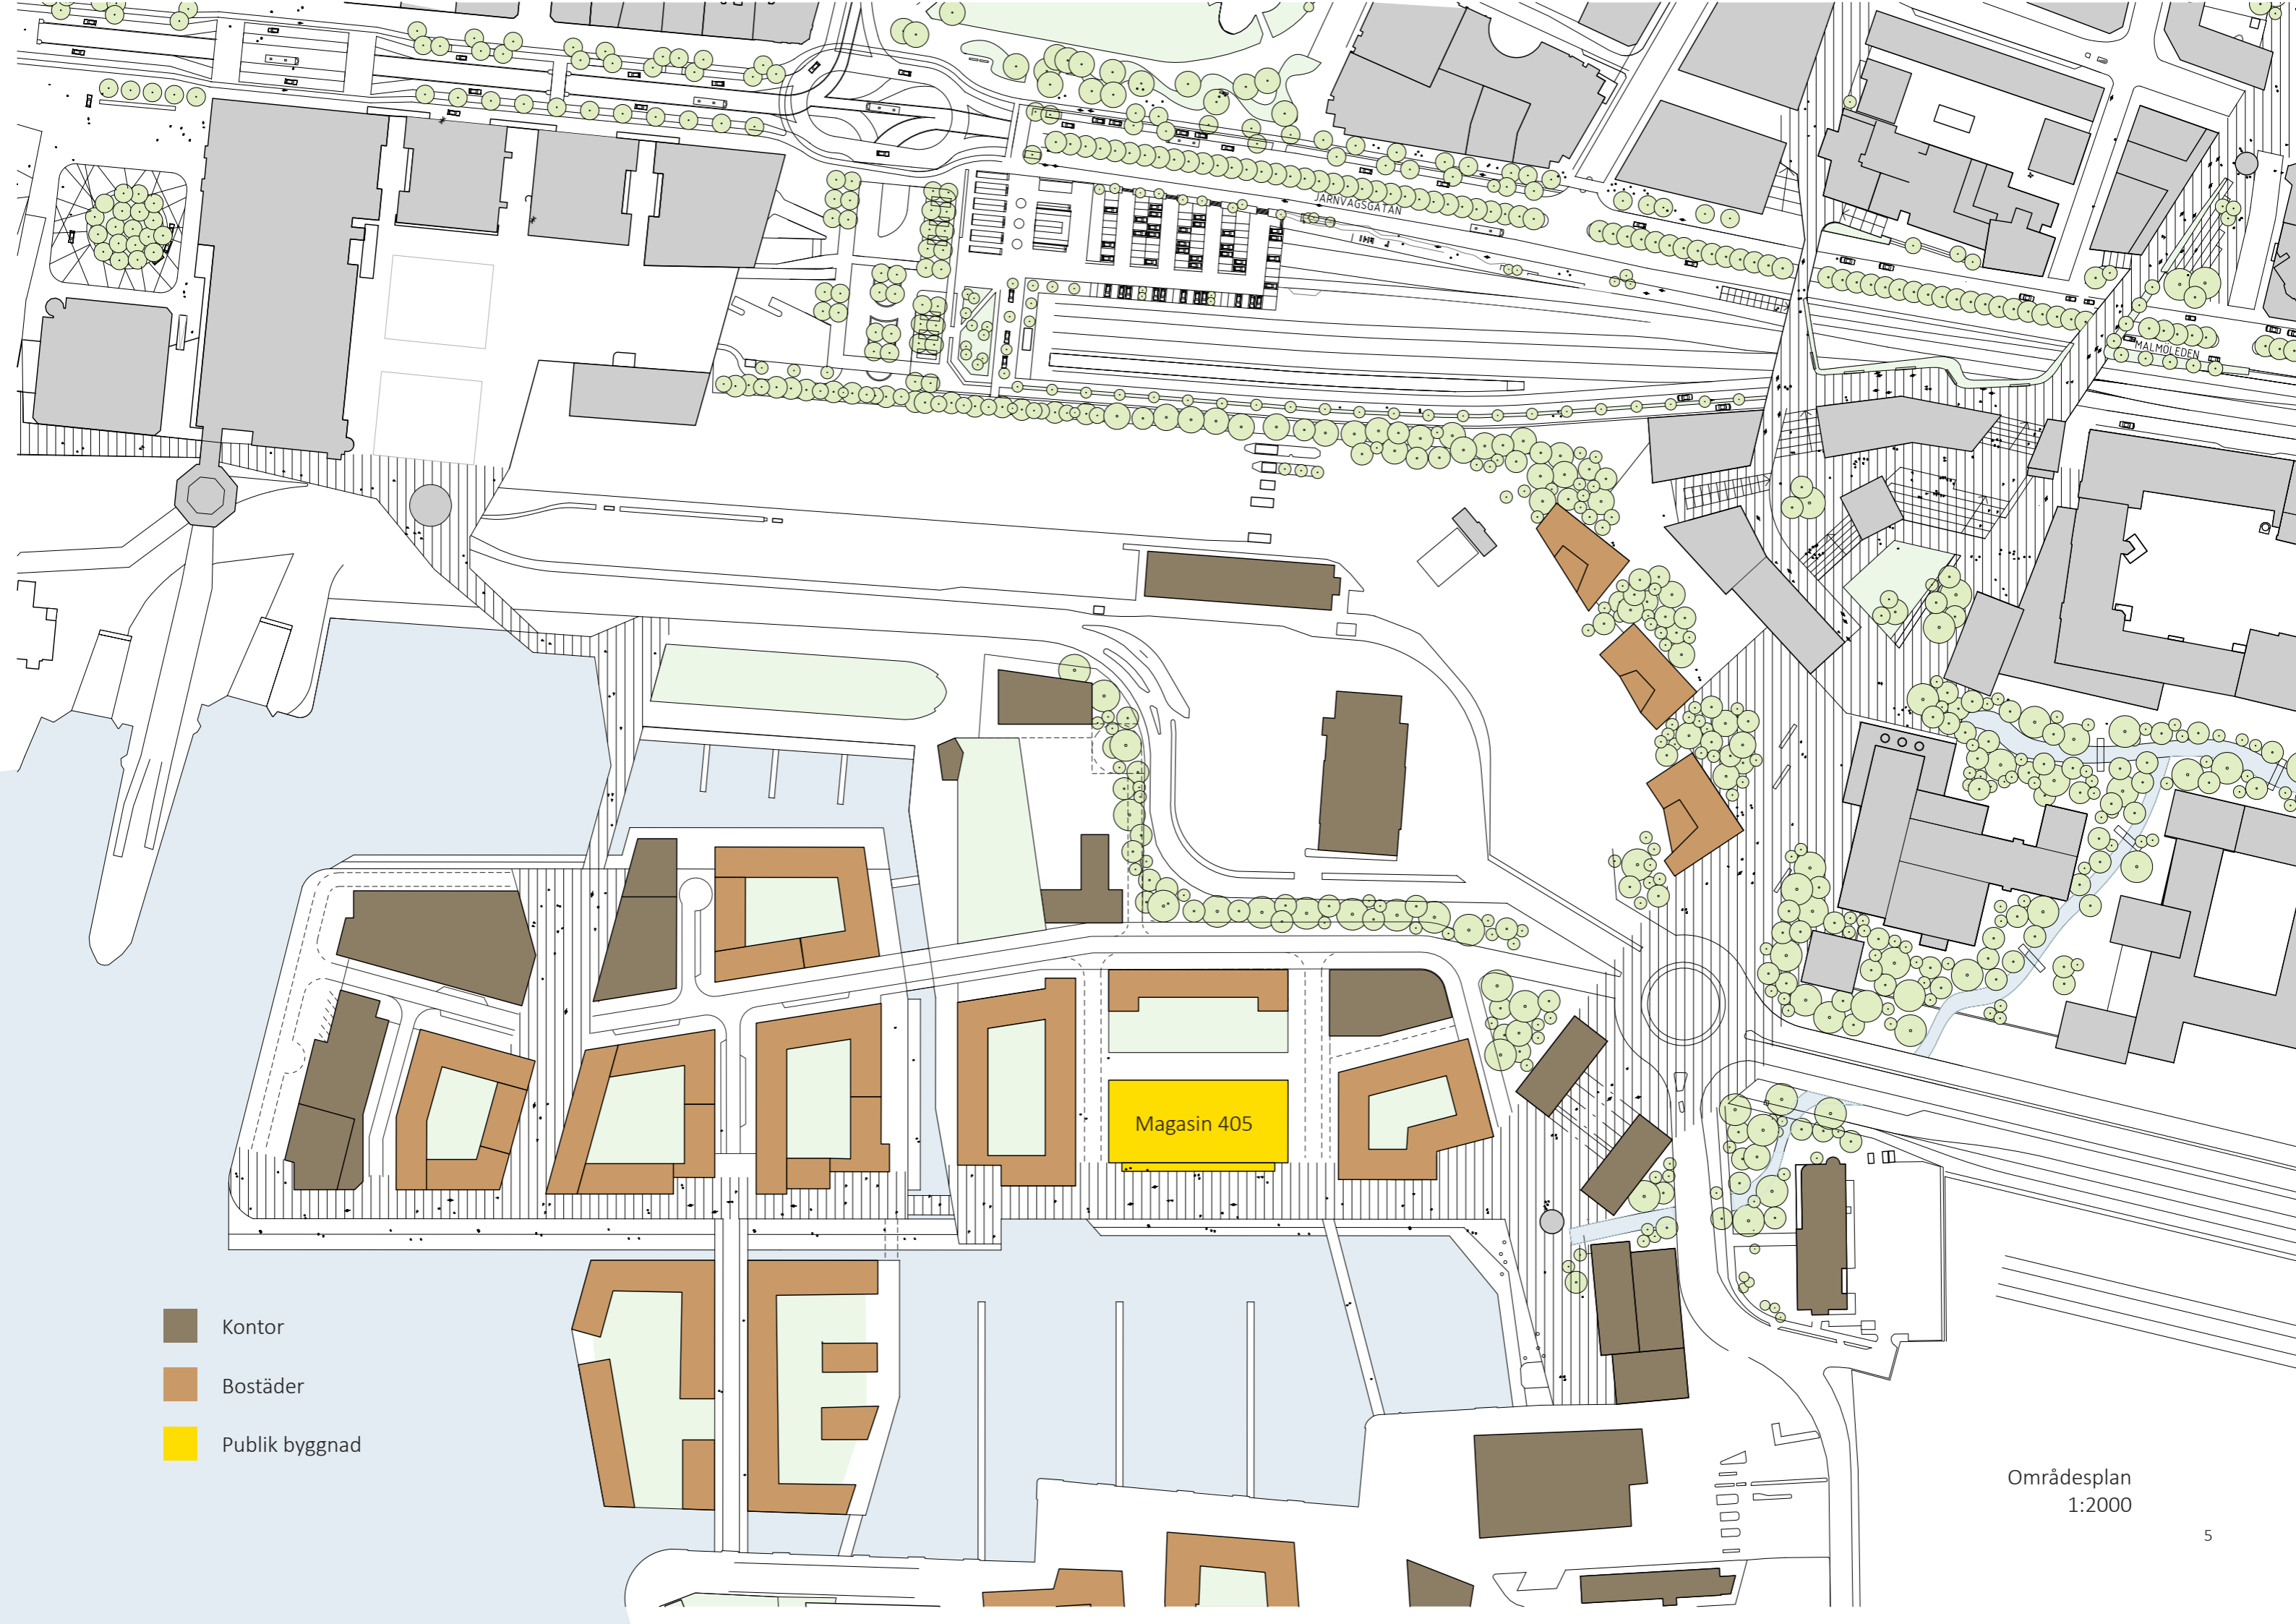 JÄRNVÄGSGATAN
MALMÖLEDEN
Magasin 405
Kontor
Bostäder
Publik byggnad
Områdesplan
1:2000
5